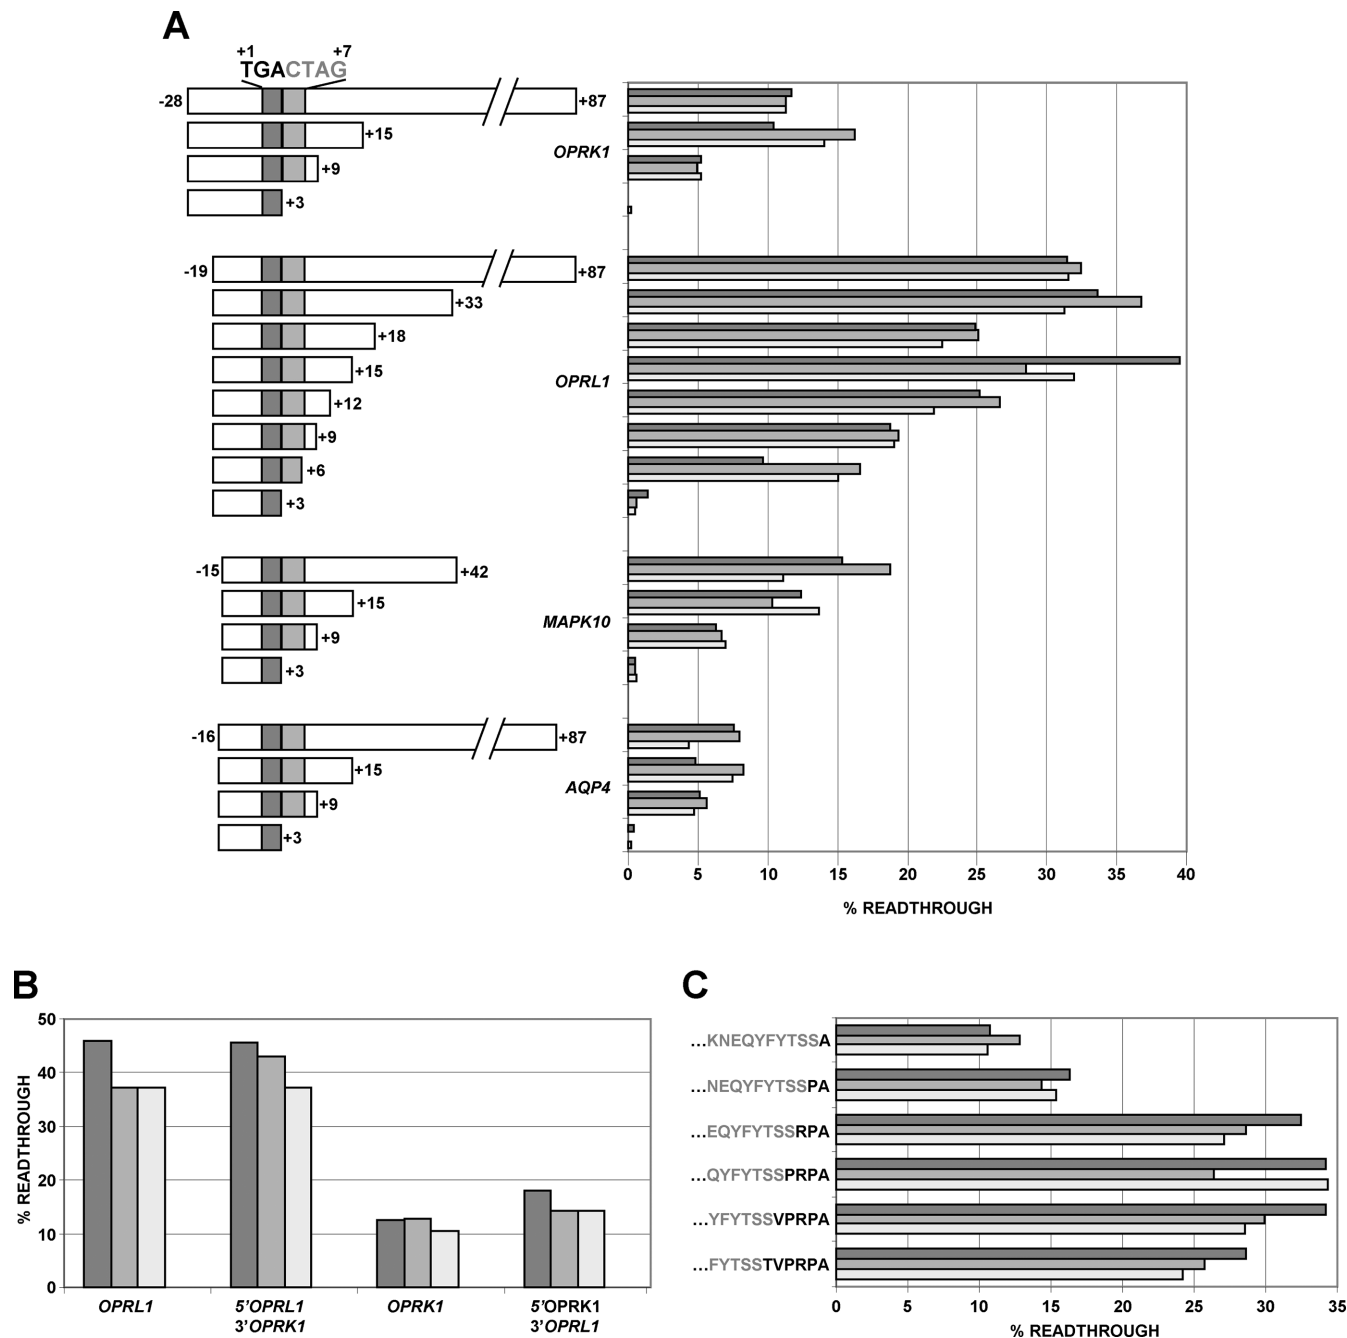 A
+1 +7
TGACTAG
-28 +87
+15
OPRK1
+9
+3
-19 +87
+33
+18
+15
OPRL1
+12
+9
+6
+3
-15 +42
+15
MAPK10
+9
+3
-16 +87
+15
AQP4
+9
+3
0 5 10 15 20 25 30 35 40
% READTHROUGH
B
% READTHROUGH
50
40
30
20
10
0
OPRL1
5’OPRL1
3’OPRK1
OPRK1
5’OPRK1
3’OPRL1
C
...KNEQYFYTSSA
...NEQYFYTSSPA
...EQYFYTSSRPA
...QYFYTSSPRPA
...YFYTSSVPRPA
...FYTSSTVPRPA
0 5 10 15 20 25 30 35
% READTHROUGH